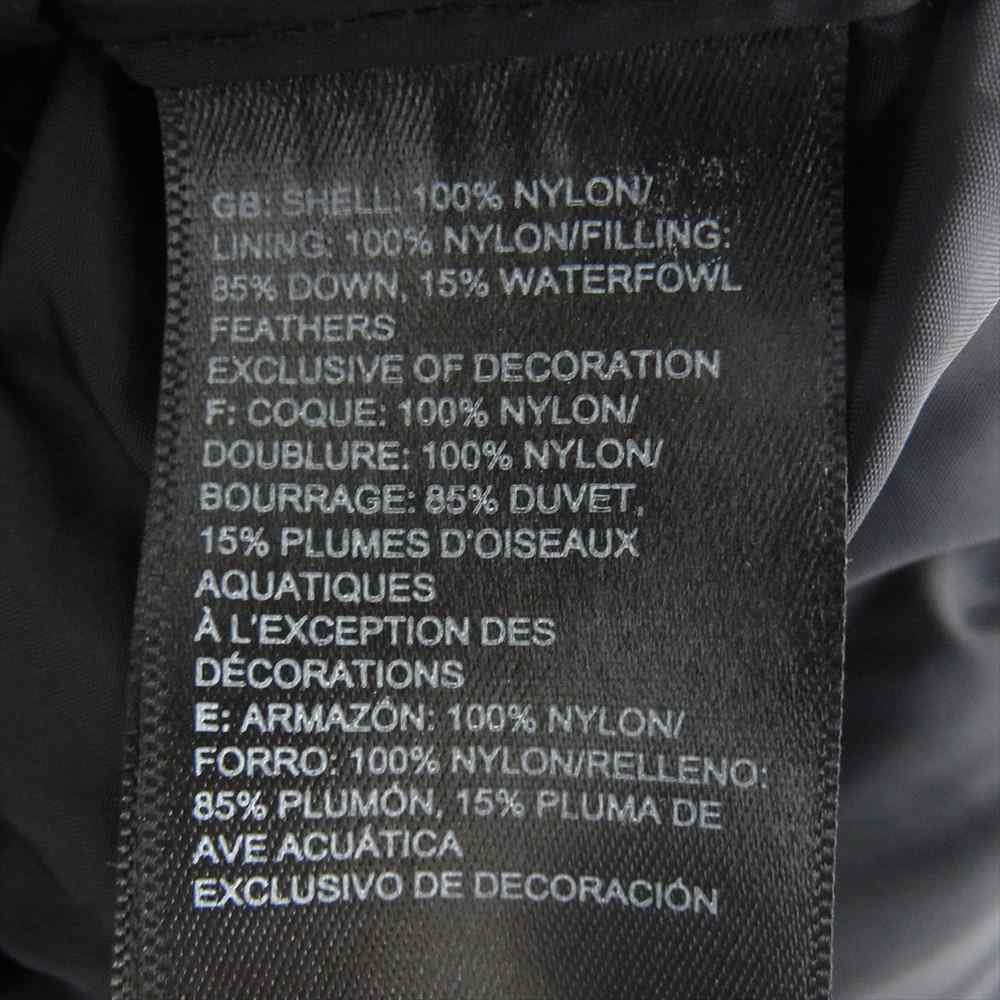 GB: SHELL: 100% NYLON/
LINING: 100% NYLON/FILLING:
85% DOWN, 15% WATERFOWL
FEATHERS
EXCLUSIVE OF DECORATION
F: COQUE: 100% NYLON/
DOUBLURE: 100% NYLON/
BOURRAGE: 85% DUVET,
15% PLUMES D'OISEAUX
AQUATIQUES
À L'EXCEPTION DES
DÉCORATIONS
E: ARMAZÓN: 100% NYLON/
FORRO: 100% NYLON/RELLENO:
85% PLUMÓN, 15% PLUMA DE
AVE ACUÁTICA
EXCLUSIVO DE DECORACIÓN